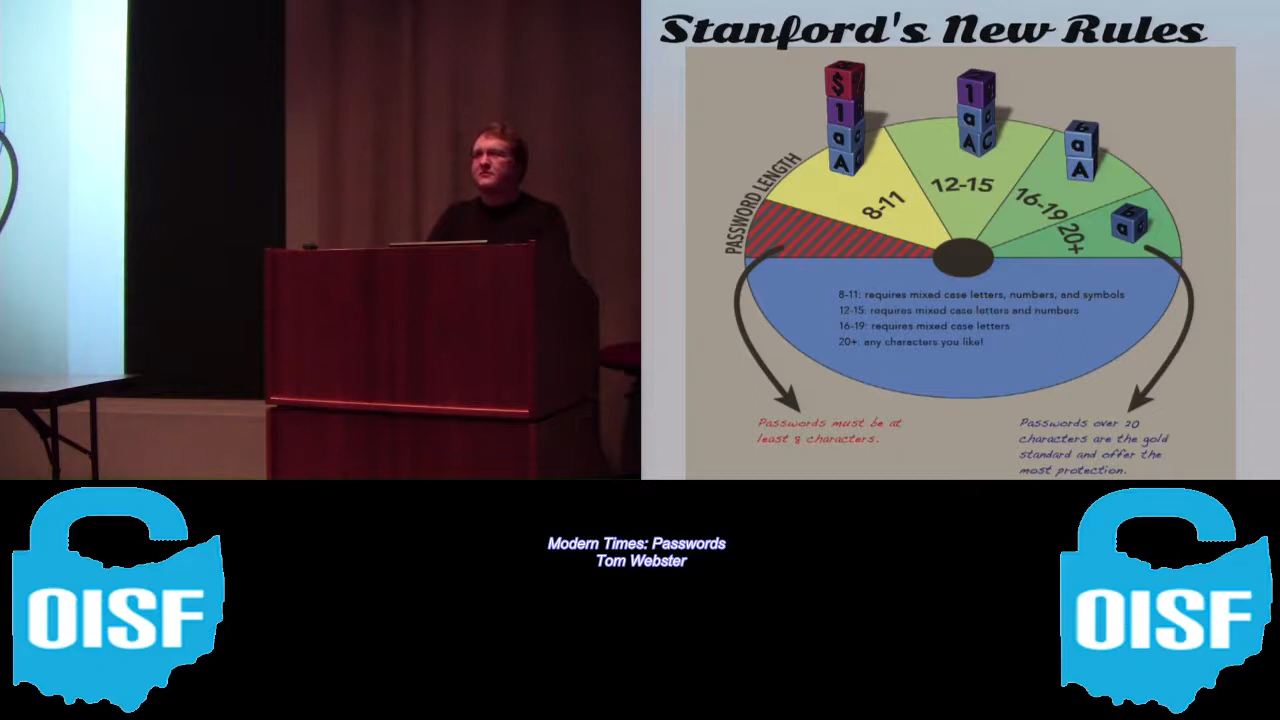 Stanford's New Rules
PASSWORD LENGTH
8-11
12-15
16-19
20+
$
1
a
A
1
a
A C
a
A
a
8-11: requires mixed case letters, numbers, and symbols
12-15: requires mixed case letters and numbers
16-19: requires mixed case letters
20+: any characters you like!
Passwords must be at
least 8 characters.
Passwords over 20
characters are the gold
standard and offer the
most protection.
Modern Times: Passwords
Tom Webster
OISF
OISF